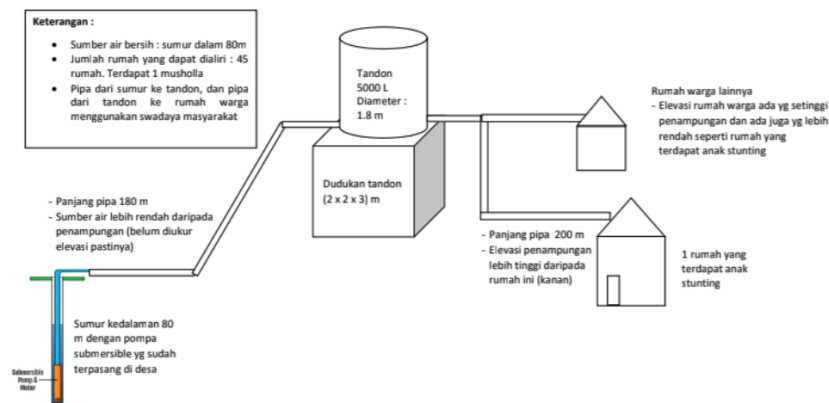 Keterangan :
• Sumber air bersih : sumur dalam 80m
• Jumlah rumah yang dapat dialiri : 45
rumah. Terdapat 1 musholla
• Pipa dari sumur ke tandon, dan pipa
dari tandon ke rumah warga
menggunakan swadaya masyarakat
Tandon
5000 L
Diameter :
1.8 m
Rumah warga lainnya
- Elevasi rumah warga ada yg setinggi
penampungan dan ada juga yg lebih
rendah seperti rumah yang
terdapat anak stunting
Dudukan tandon
(2 x 2 x 3) m
- Panjang pipa 180 m
- Sumber air lebih rendah daripada
penampungan (belum diukur
elevasi pastinya)
- Panjang pipa 200 m
- Elevasi penampungan
lebih tinggi daripada
rumah ini (kanan)
1 rumah yang
terdapat anak
stunting
Sumur kedalaman 80
m dengan pompa
submersible yg sudah
terpasang di desa
Submersible
Pump &
Motor